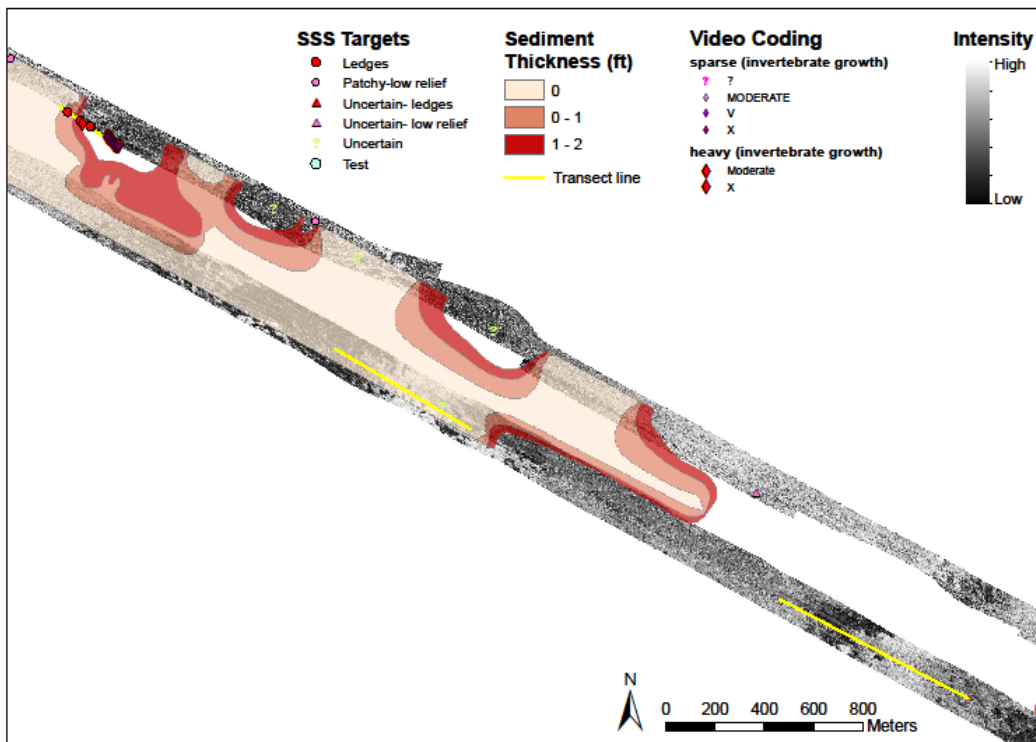 SSS Targets
Ledges
Patchy-low relief
Uncertain- ledges
Uncertain- low relief
? Uncertain
Test
Sediment
Thickness (ft)
0
0 - 1
1 - 2
Transect line
Video Coding
sparse (invertebrate growth)
? ?
MODERATE
V
X
heavy (invertebrate growth)
Moderate
X
Intensity
High
Low
?
?
?
N
0 200 400 600 800
Meters